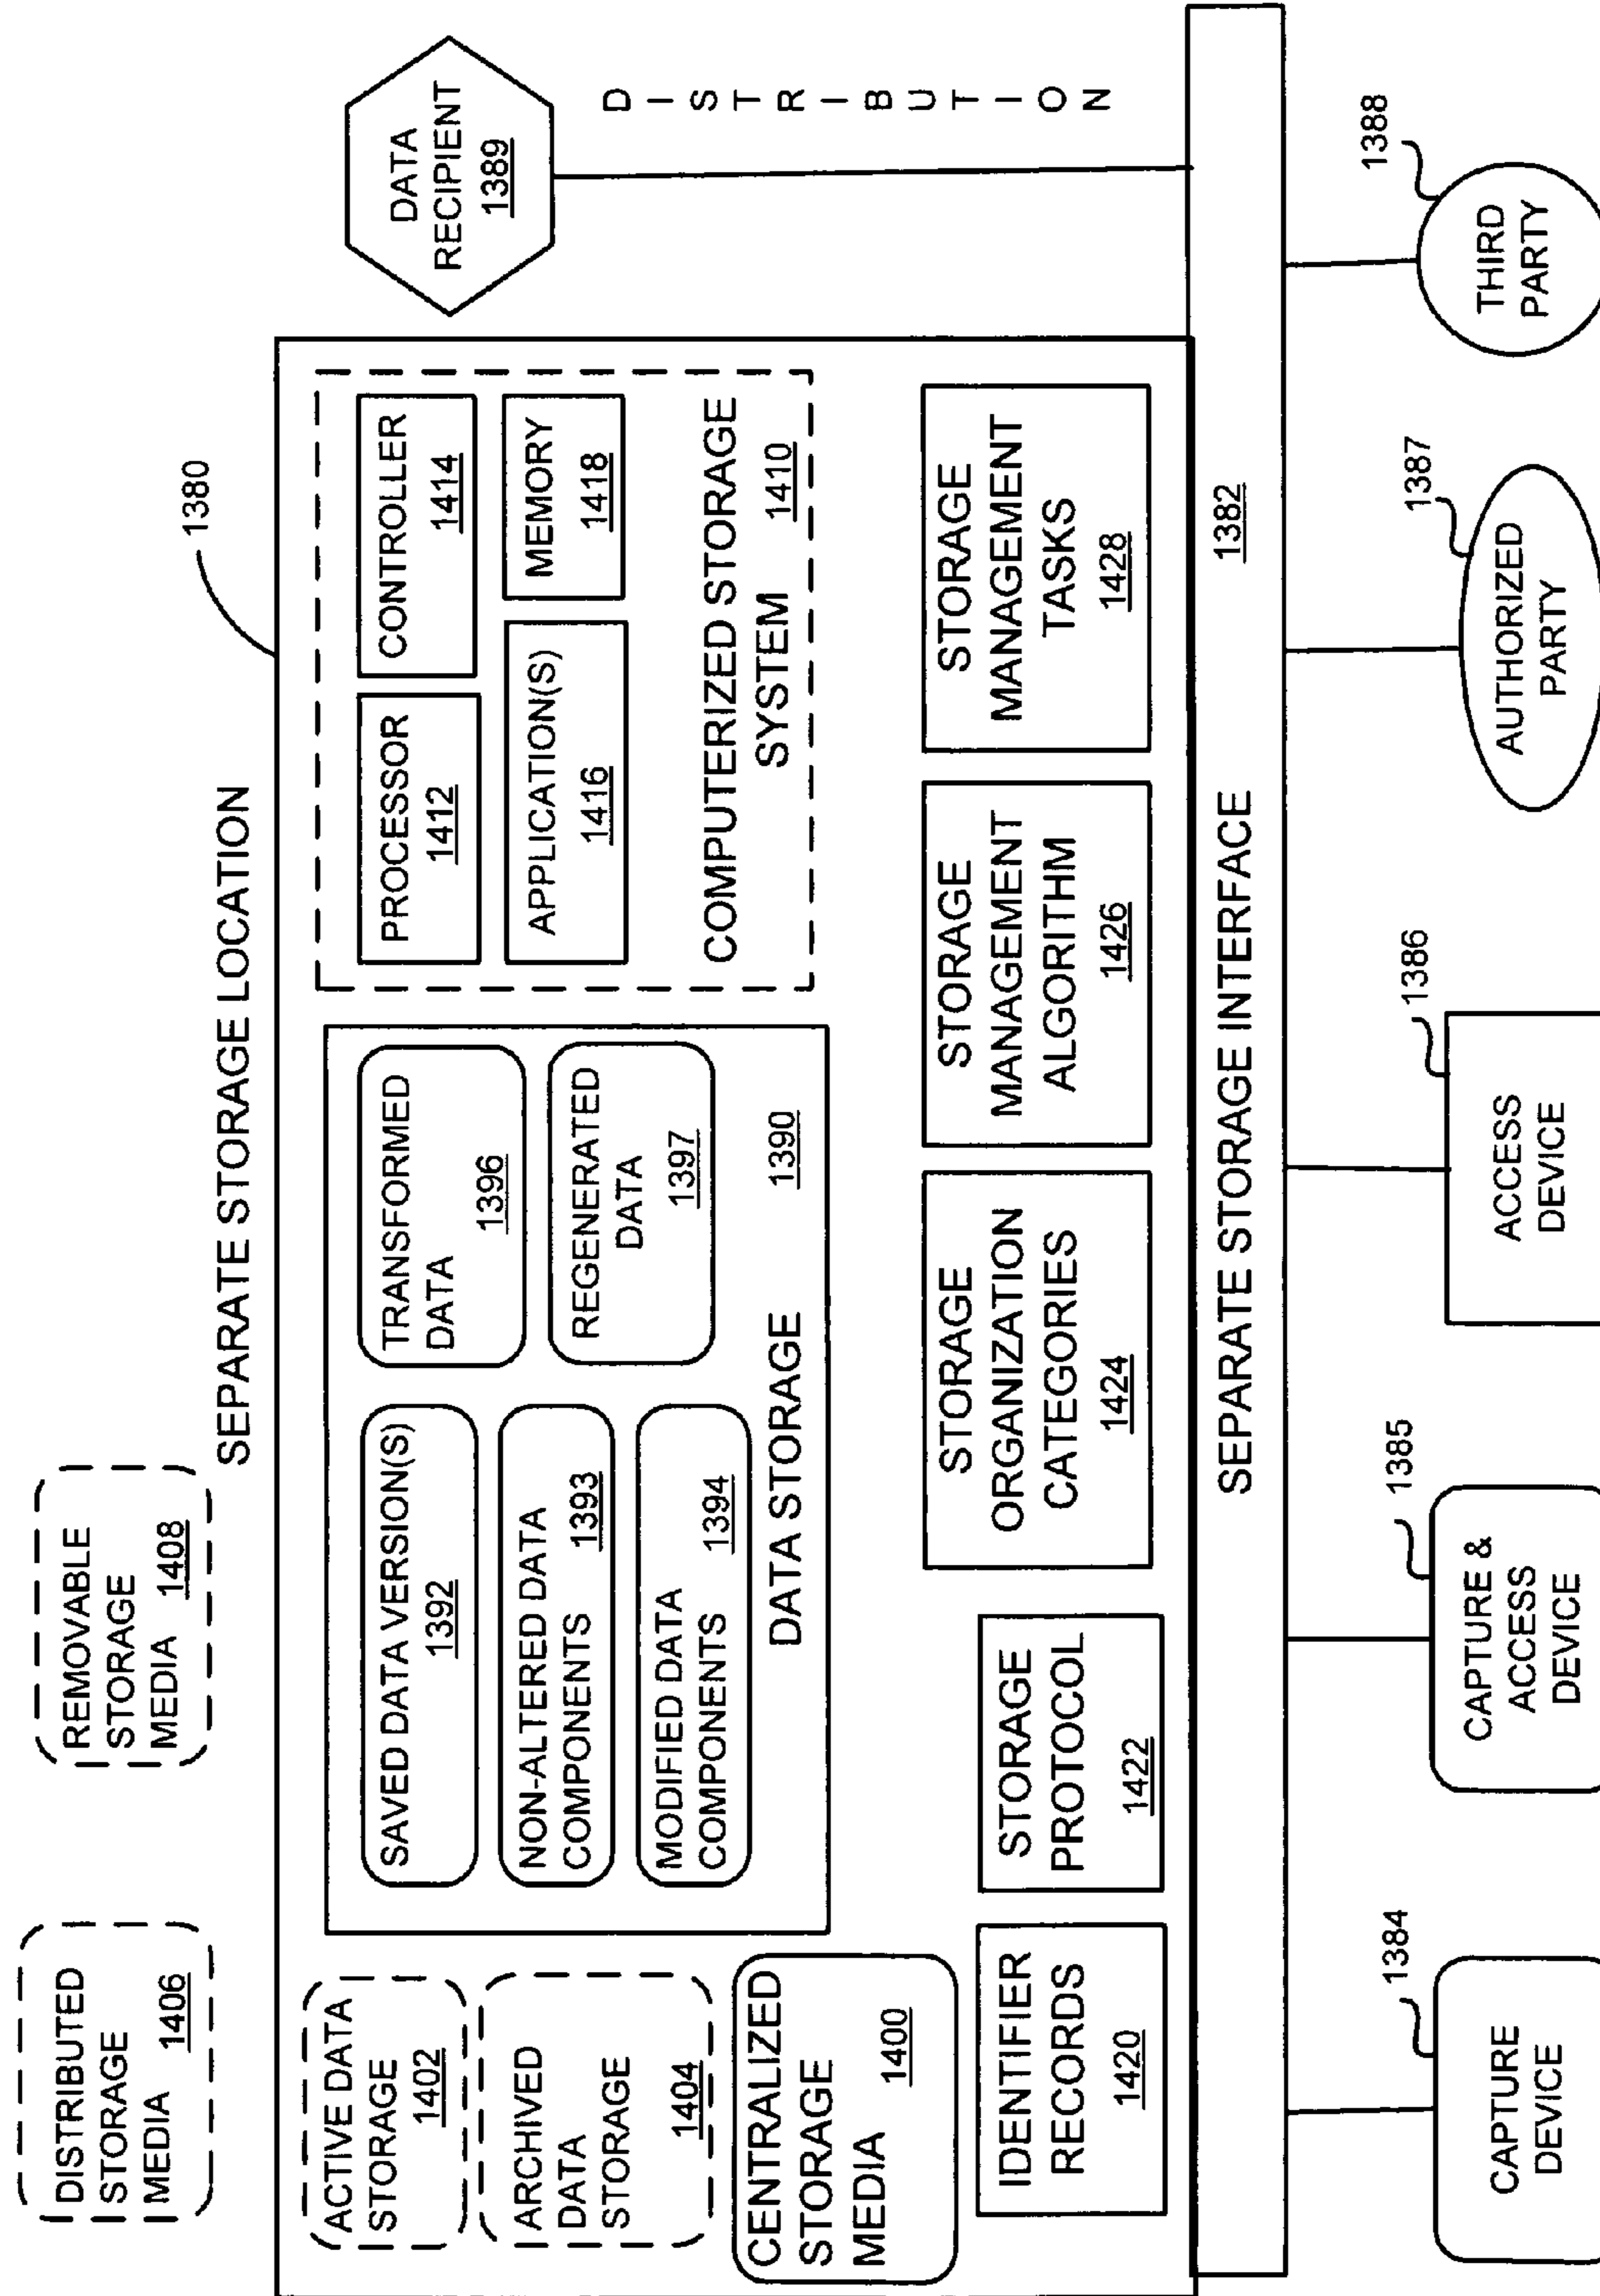 DISTRIBUTED
STORAGE
MEDIA 1406
REMOVABLE
STORAGE
MEDIA 1408
SEPARATE STORAGE LOCATION
1380
ACTIVE DATA
STORAGE
1402
ARCHIVED
DATA
STORAGE
1404
CENTRALIZED
STORAGE
MEDIA 1400
SAVED DATA VERSION(S)
1392
NON-ALTERED DATA
COMPONENTS 1393
MODIFIED DATA
COMPONENTS 1394
TRANSFORMED
DATA
1396
REGENERATED
DATA
1397
DATA STORAGE 1390
PROCESSOR
1412
CONTROLLER
1414
APPLICATION(S)
1416
MEMORY
1418
COMPUTERIZED STORAGE
SYSTEM 1410
DATA
RECIPIENT
1389
DISTRIBUTION
IDENTIFIER
RECORDS
1420
STORAGE
PROTOCOL
1422
STORAGE
ORGANIZATION
CATEGORIES
1424
STORAGE
MANAGEMENT
ALGORITHM
1426
STORAGE
MANAGEMENT
TASKS
1428
SEPARATE STORAGE INTERFACE 1382
1384
CAPTURE
DEVICE
1385
CAPTURE &
ACCESS
DEVICE
1386
ACCESS
DEVICE
1387
AUTHORIZED
PARTY
1388
THIRD
PARTY